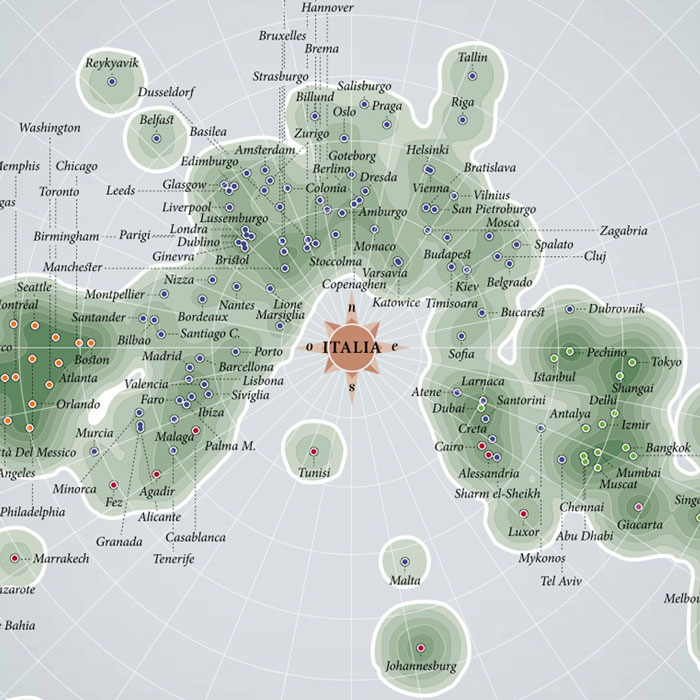 Hannover
Bruxelles
Brema
Reykyavik
Tallin
Strasburgo
Salisburgo
Dusseldorf
Billund
Oslo
Praga
Riga
Belfast
Washington
Basilea
Zurigo
Amsterdam
Helsinki
Edimburgo
Goteborg
Memphis
Chicago
Berlino
Bratislava
Glasgow
Dresda
Toronto
Leeds
Colonia
Vienna
Vilnius
Liverpool
Amburgo
San Pietroburgo
Lussemburgo
Mosca
Birmingham
Parigi
Londra
Zagabria
Dublino
Monaco
Spalato
Ginevra
Bristol
Stoccolma
Budapest
Cluj
Manchester
Varsavia
Nizza
Copenaghen
Kiev
Belgrado
Seattle
Montpellier
Nantes
Lione
Katowice
Timisoara
Santander
Bordeaux
Marsiglia
Bucarest
Dubrovnik
n
Bilbao
Santiago C.
o ITALIA e
Madrid
Porto
Sofia
Pechino
Boston
Barcellona
Istanbul
Tokyo
Atlanta
Valencia
Lisbona
Larnaca
Shangai
s
Orlando
Faro
Siviglia
Atene
Santorini
Delhi
Ibiza
Dubai
Antalya
Izmir
Murcia
Malaga
Creta
Palma M.
Cairo
Bangkok
Tunisi
Alessandria
Mumbai
Minorca
Agadir
Muscat
Fez
Sharm el-Sheikh
Philadelphia
Alicante
Chennai
Giacarta
Luxor
Abu Dhabi
Granada
Casablanca
Marrakech
Tenerife
Mykonos
Malta
Tel Aviv
Johannesburg